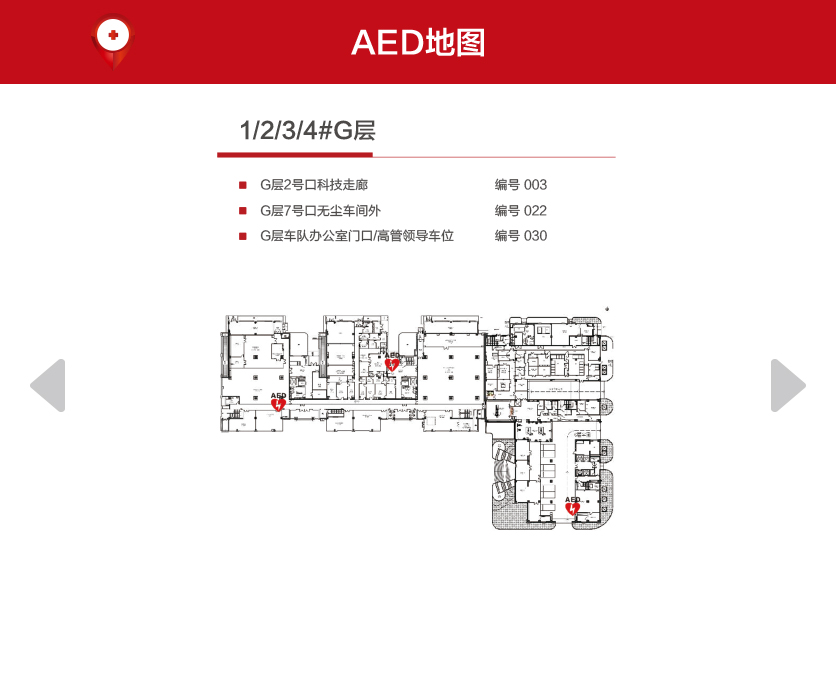 AED地图
1/2/3/4#G层
G层2号口科技走廊 编号 003
G层7号口无尘车间外 编号 022
G层车队办公室门口/高管领导车位 编号 030
AED
AED
AED